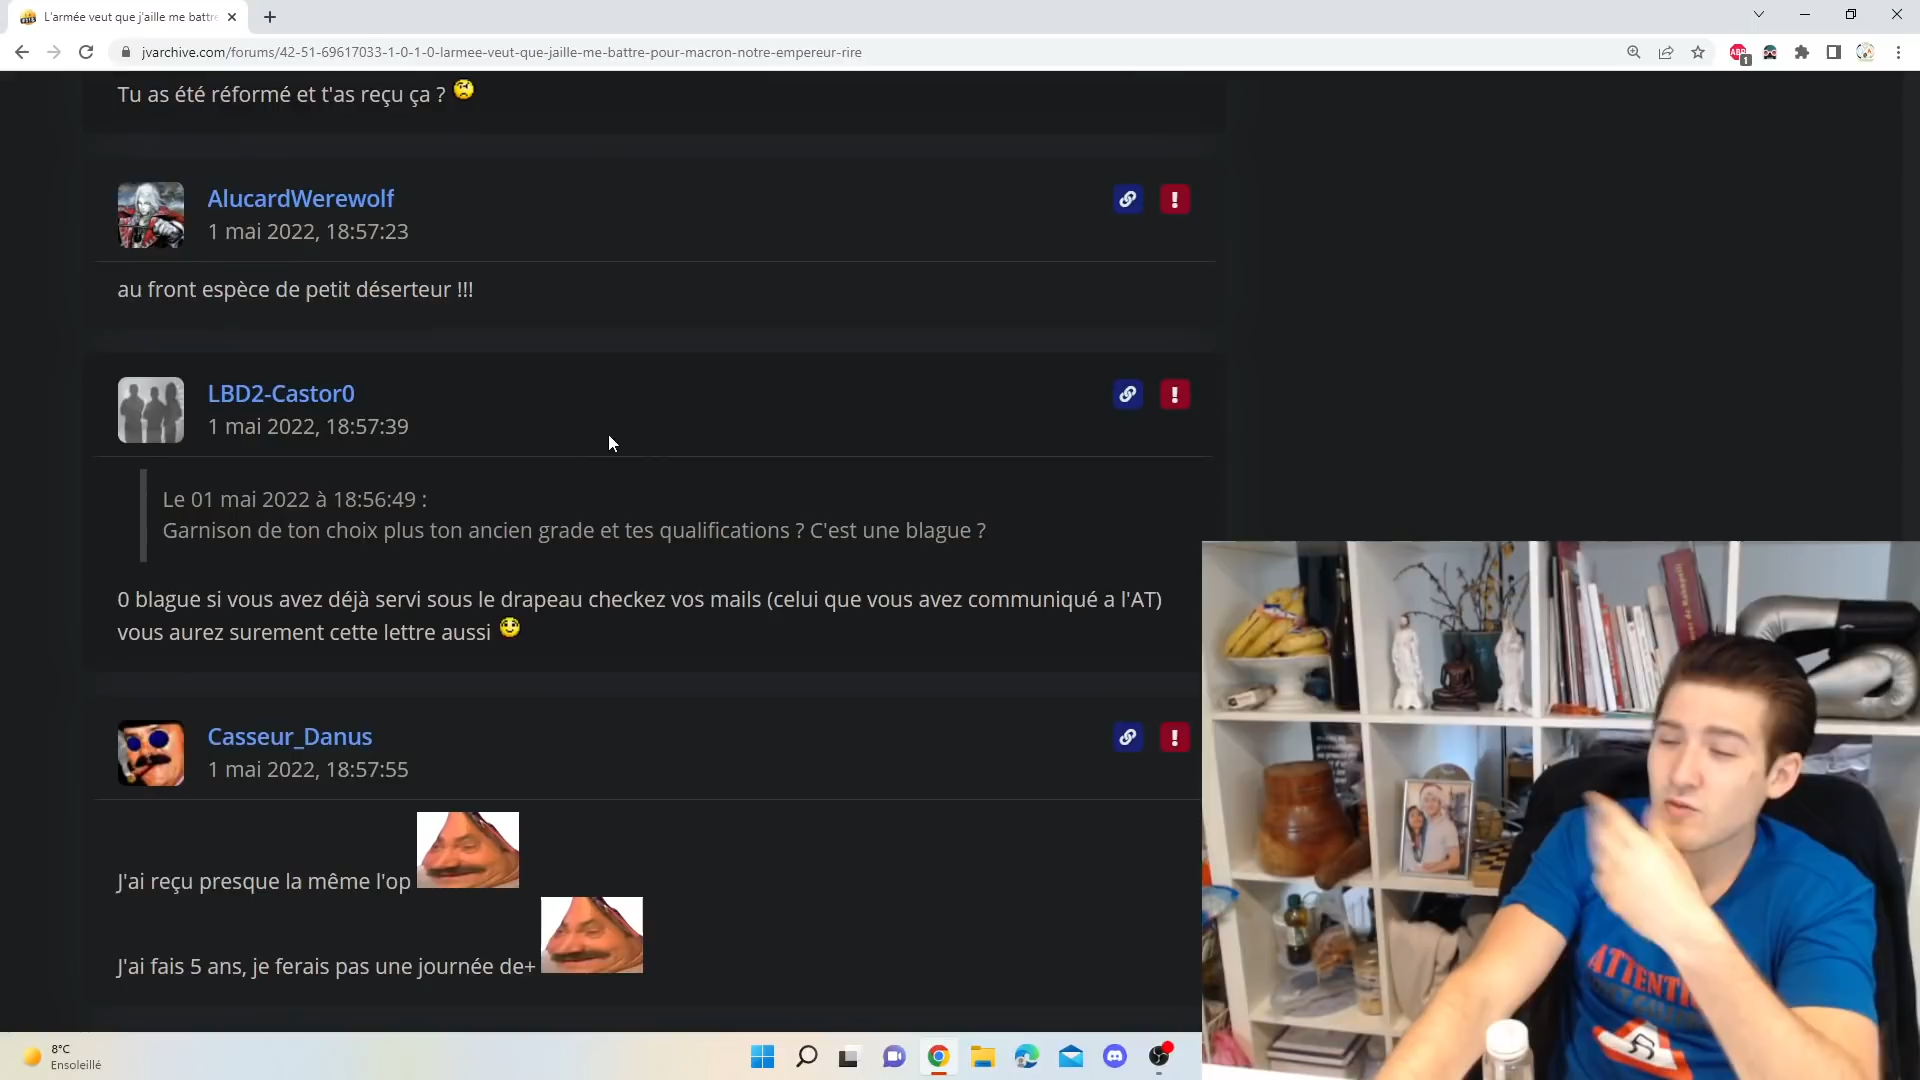 L'armée veut que j'aille me battre
jvarchive.com/forums/42-51-69617033-1-0-1-0-larmee-veut-que-jaille-me-battre-pour-macron-notre-empereur-rire
ABP
1
Tu as été réformé et t'as reçu ça ?
AlucardWerewolf
1 mai 2022, 18:57:23
au front espèce de petit déserteur !!!
LBD2-Castor0
1 mai 2022, 18:57:39
Le 01 mai 2022 à 18:56:49 :
Garnison de ton choix plus ton ancien grade et tes qualifications ? C'est une blague ?
0 blague si vous avez déjà servi sous le drapeau checkez vos mails (celui que vous avez communiqué a l'AT)
vous aurez surement cette lettre aussi
Casseur_Danus
1 mai 2022, 18:57:55
J'ai reçu presque la même l'op
J'ai fais 5 ans, je ferais pas une journée de+
ATTENTI
8°C
Ensoleillé